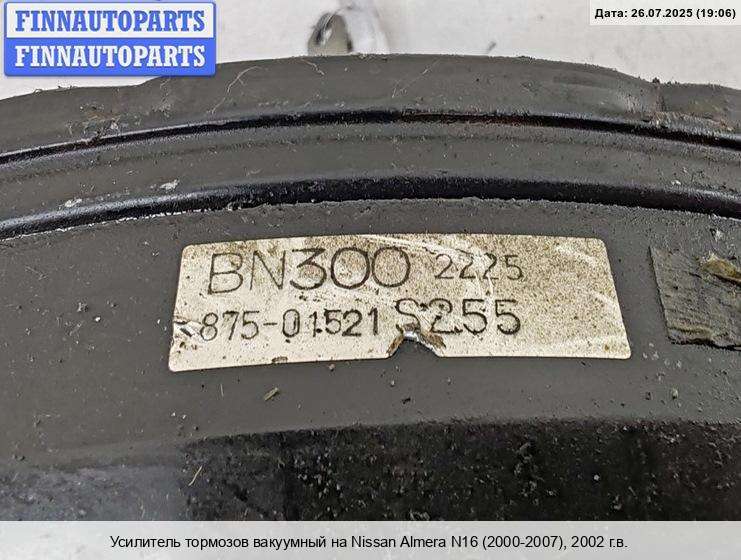 FINNAUTOPARTS
FINNAUTOPARTS
Дата: 26.07.2025 (19:06)
BN300 2225
875-01521 S255
Усилитель тормозов вакуумный на Nissan Almera N16 (2000-2007), 2002 г.в.